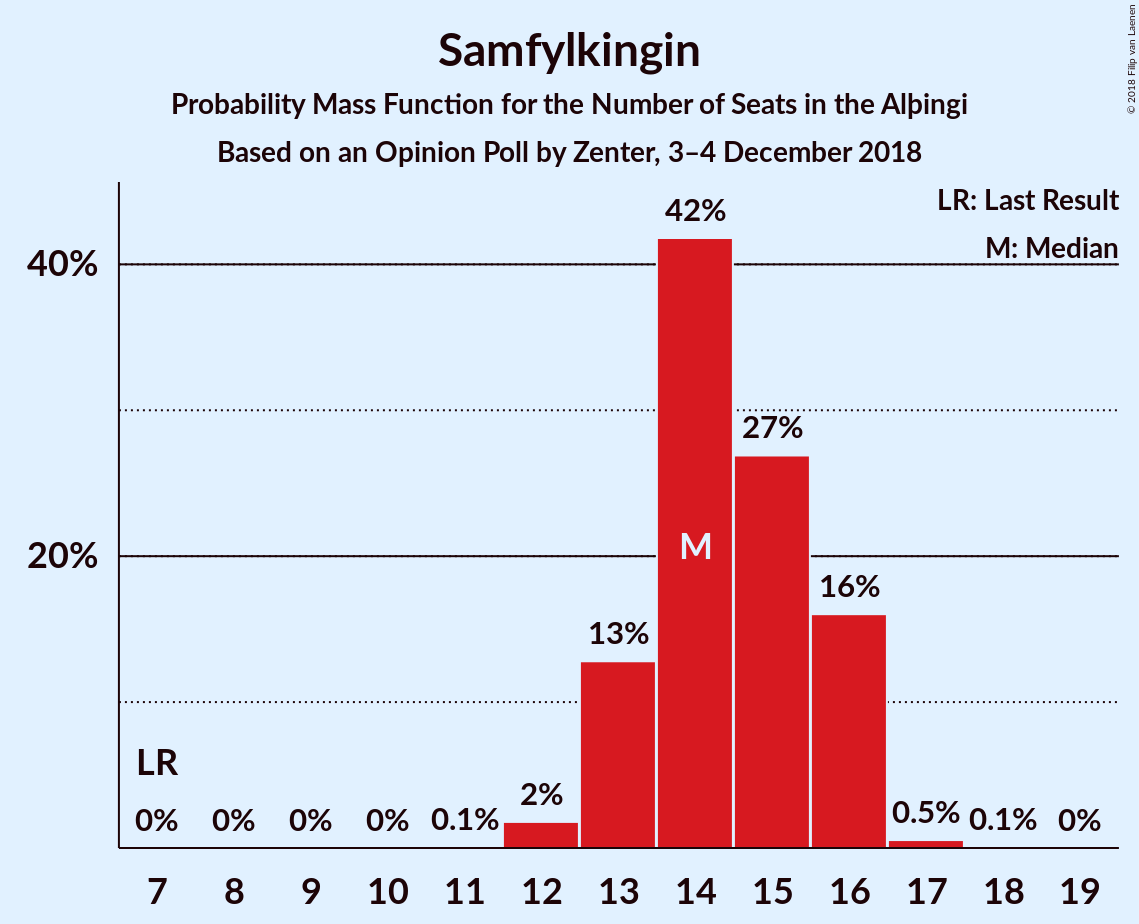 Samfylkingin
Probability Mass Function for the Number of Seats in the Alþingi
Based on an Opinion Poll by Zenter, 3–4 December 2018
© 2018 Filip van Laenen
LR: Last Result
M: Median
40%
20%
42%
27%
M
16%
13%
LR
0%
0%
0%
0%
0.1%
2%
0.5%
0.1%
0%
7 8 9 10 11 12 13 14 15 16 17 18 19